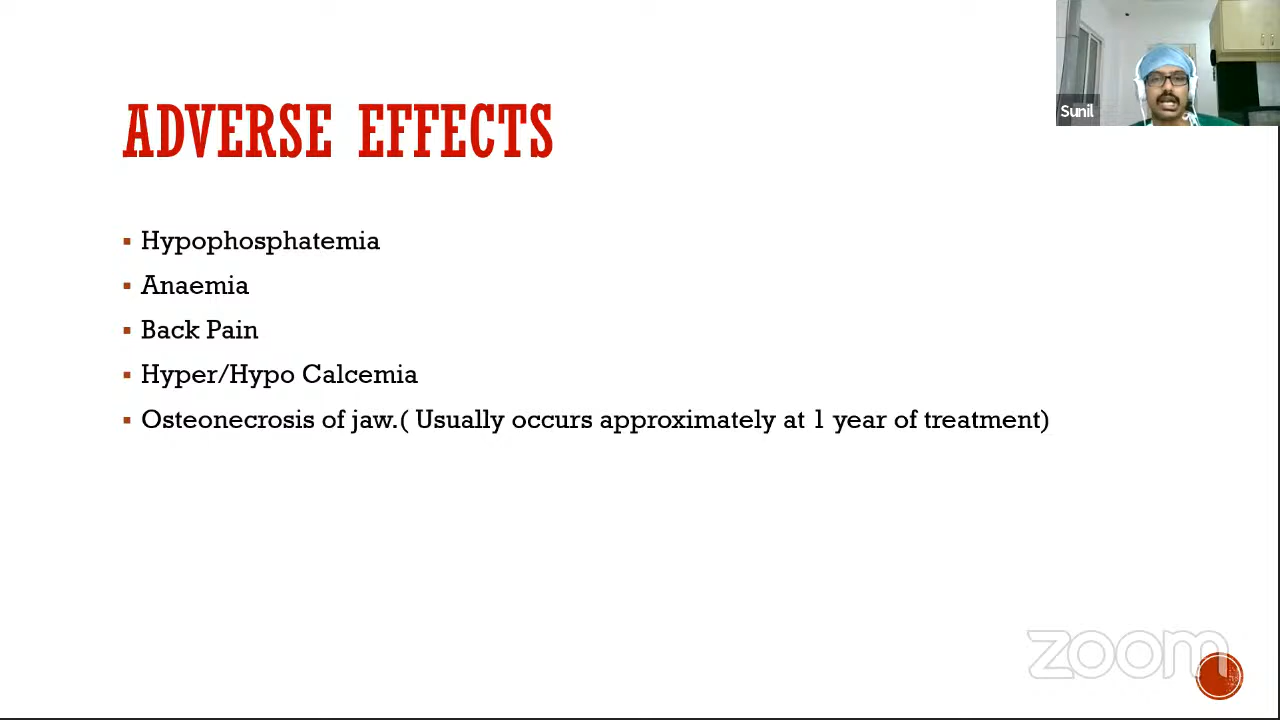 Sunil
ADVERSE EFFECTS
Hypophosphatemia
Anaemia
Back Pain
Hyper/Hypo Calcemia
Osteonecrosis of jaw.( Usually occurs approximately at 1 year of treatment)
zoom